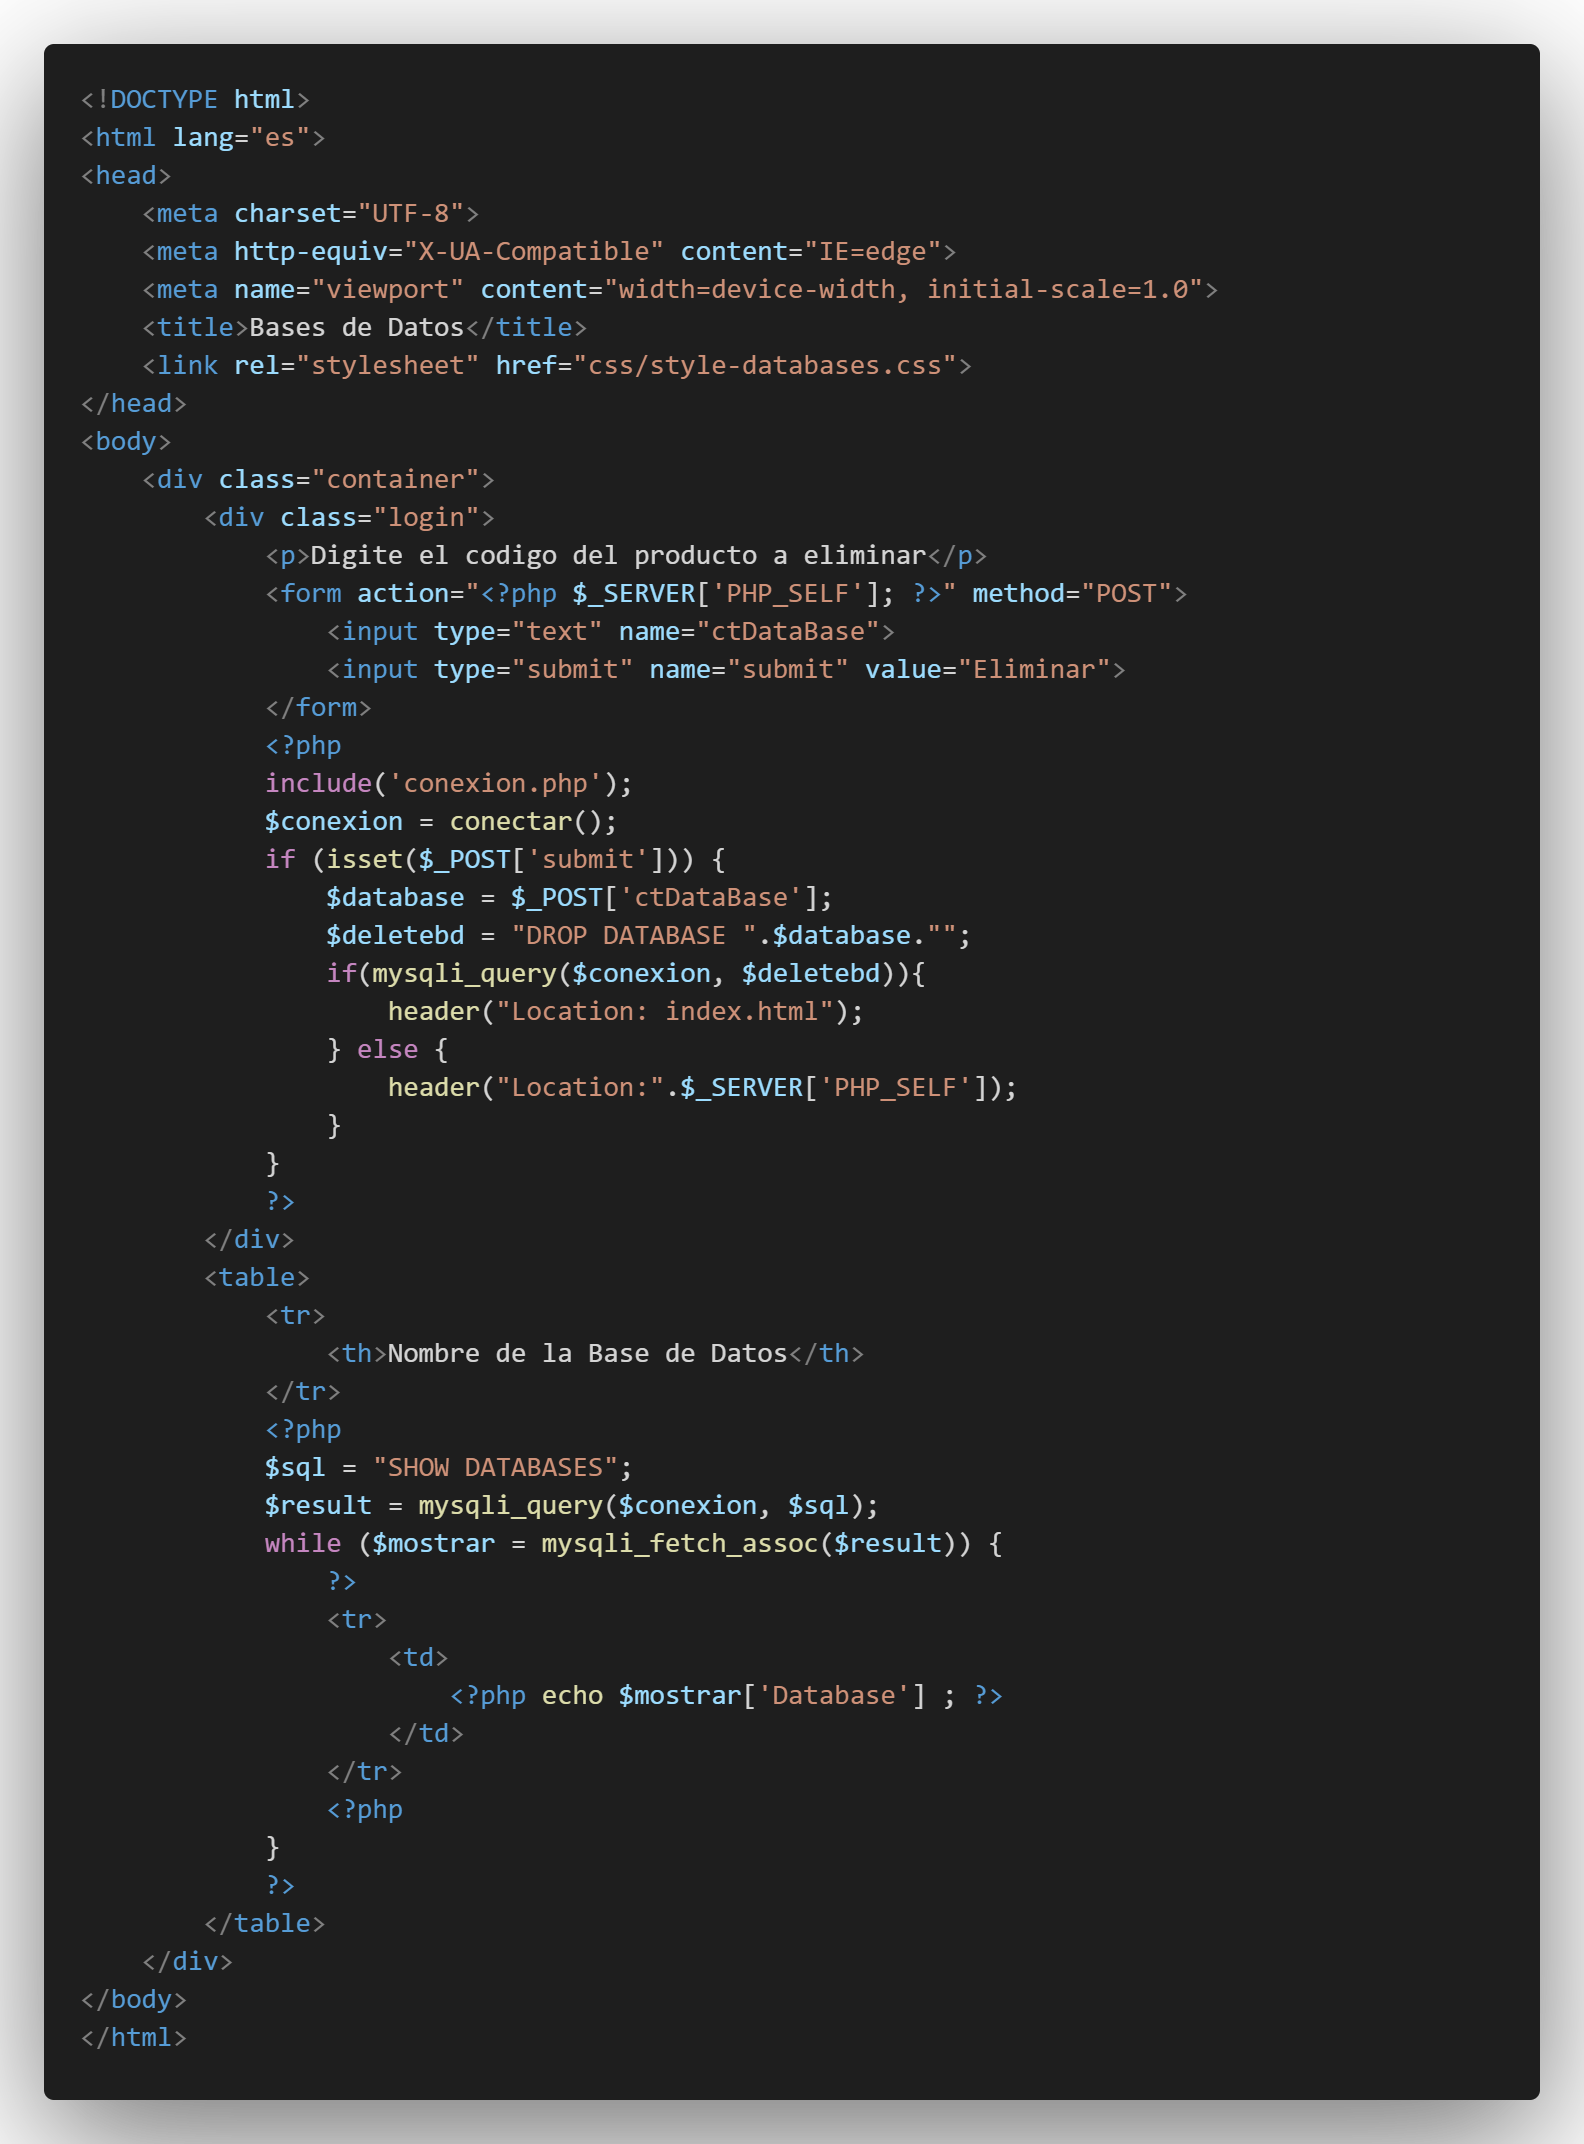 <!DOCTYPE html>
<html lang="es">
<head>
    <meta charset="UTF-8">
    <meta http-equiv="X-UA-Compatible" content="IE=edge">
    <meta name="viewport" content="width=device-width, initial-scale=1.0">
    <title>Bases de Datos</title>
    <link rel="stylesheet" href="css/style-databases.css">
</head>
<body>
    <div class="container">
        <div class="login">
            <p>Digite el codigo del producto a eliminar</p>
            <form action="<?php $_SERVER['PHP_SELF']; ?>" method="POST">
                <input type="text" name="ctDataBase">
                <input type="submit" name="submit" value="Eliminar">
            </form>
            <?php
            include('conexion.php');
            $conexion = conectar();
            if (isset($_POST['submit'])) {
                $database = $_POST['ctDataBase'];
                $deletebd = "DROP DATABASE ".$database."";
                if(mysqli_query($conexion, $deletebd)){
                    header("Location: index.html");
                } else {
                    header("Location:".$_SERVER['PHP_SELF']);
                }
            }
            ?>
        </div>
        <table>
            <tr>
                <th>Nombre de la Base de Datos</th>
            </tr>
            <?php
            $sql = "SHOW DATABASES";
            $result = mysqli_query($conexion, $sql);
            while ($mostrar = mysqli_fetch_assoc($result)) {
                ?>
                <tr>
                    <td>
                        <?php echo $mostrar['Database'] ; ?>
                    </td>
                </tr>
                <?php
            }
            ?>
        </table>
    </div>
</body>
</html>